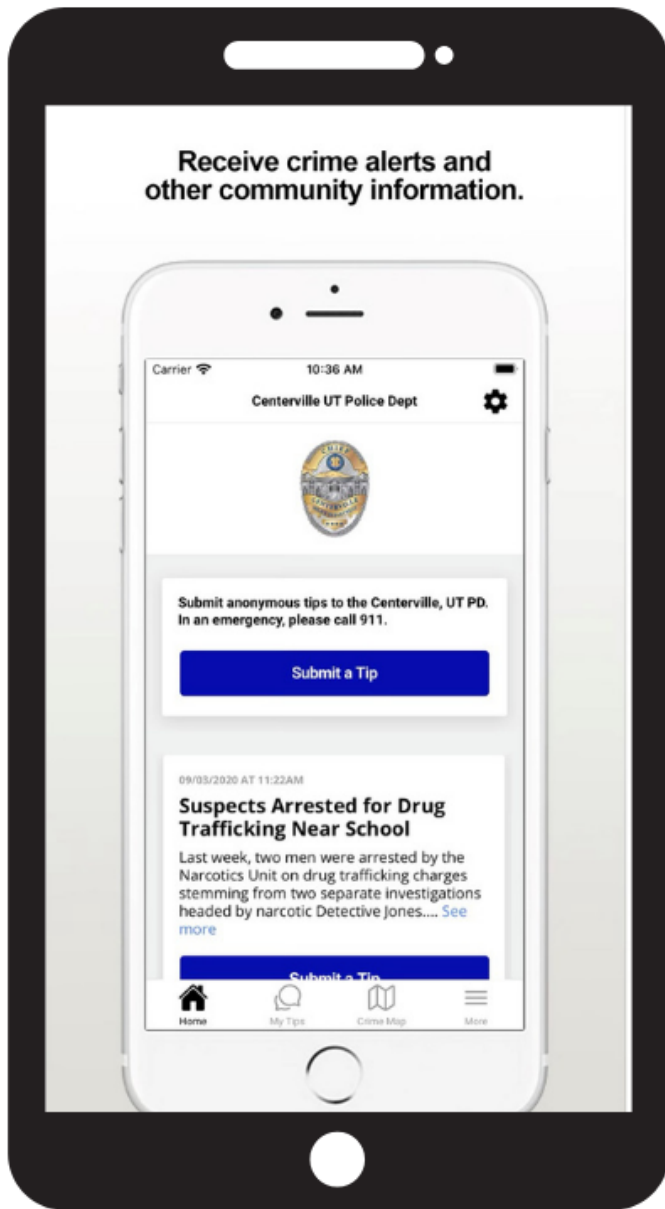 Receive crime alerts and
other community information.
Carrier 10:36 AM
Centerville UT Police Dept
CHIEF
CENTERVILLE
Submit anonymous tips to the Centerville, UT PD.
In an emergency, please call 911.
Submit a Tip
09/03/2020 AT 11:22AM
Suspects Arrested for Drug
Trafficking Near School
Last week, two men were arrested by the
Narcotics Unit on drug trafficking charges
stemming from two separate investigations
headed by narcotic Detective Jones.... See
more
Submit a Tip
Home My Tips Crime Map More